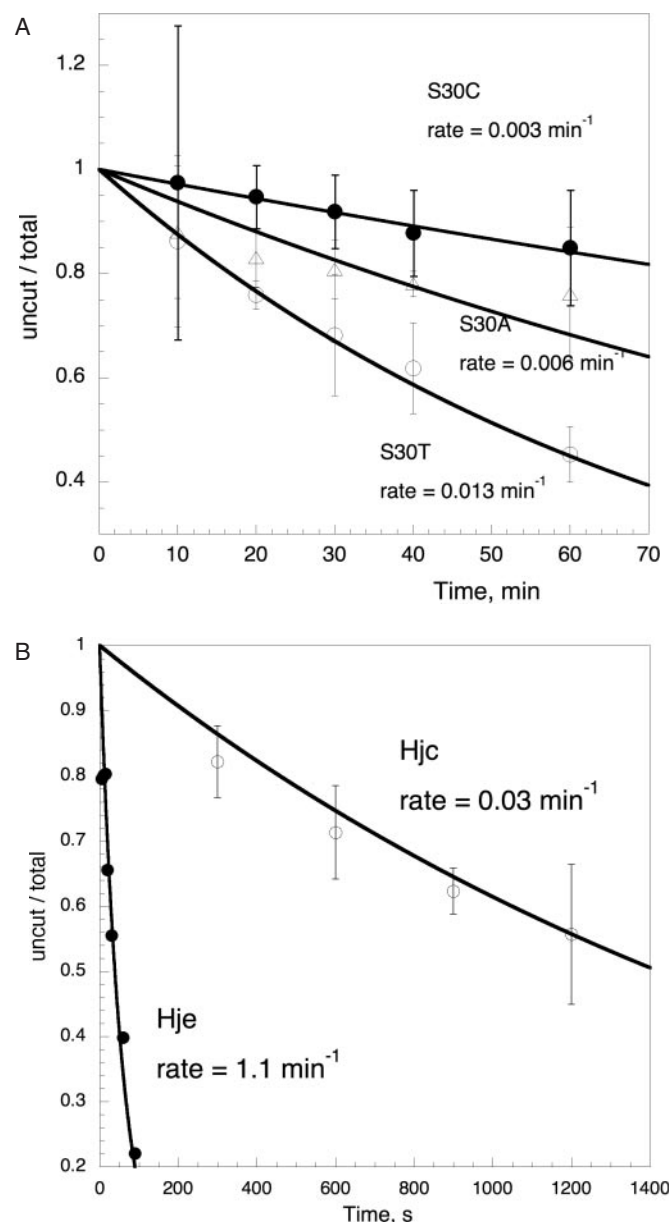 A
1.2
1
0.8
0.6
0.4
uncut / total
S30C
rate = 0.003 min⁻¹
S30A
rate = 0.006 min⁻¹
S30T
rate = 0.013 min⁻¹
0 10 20 30 40 50 60 70
Time, min
B
1
0.9
0.8
0.7
0.6
0.5
0.4
0.3
0.2
uncut / total
Hjc
rate = 0.03 min⁻¹
Hje
rate = 1.1 min⁻¹
0 200 400 600 800 1000 1200 1400
Time, s